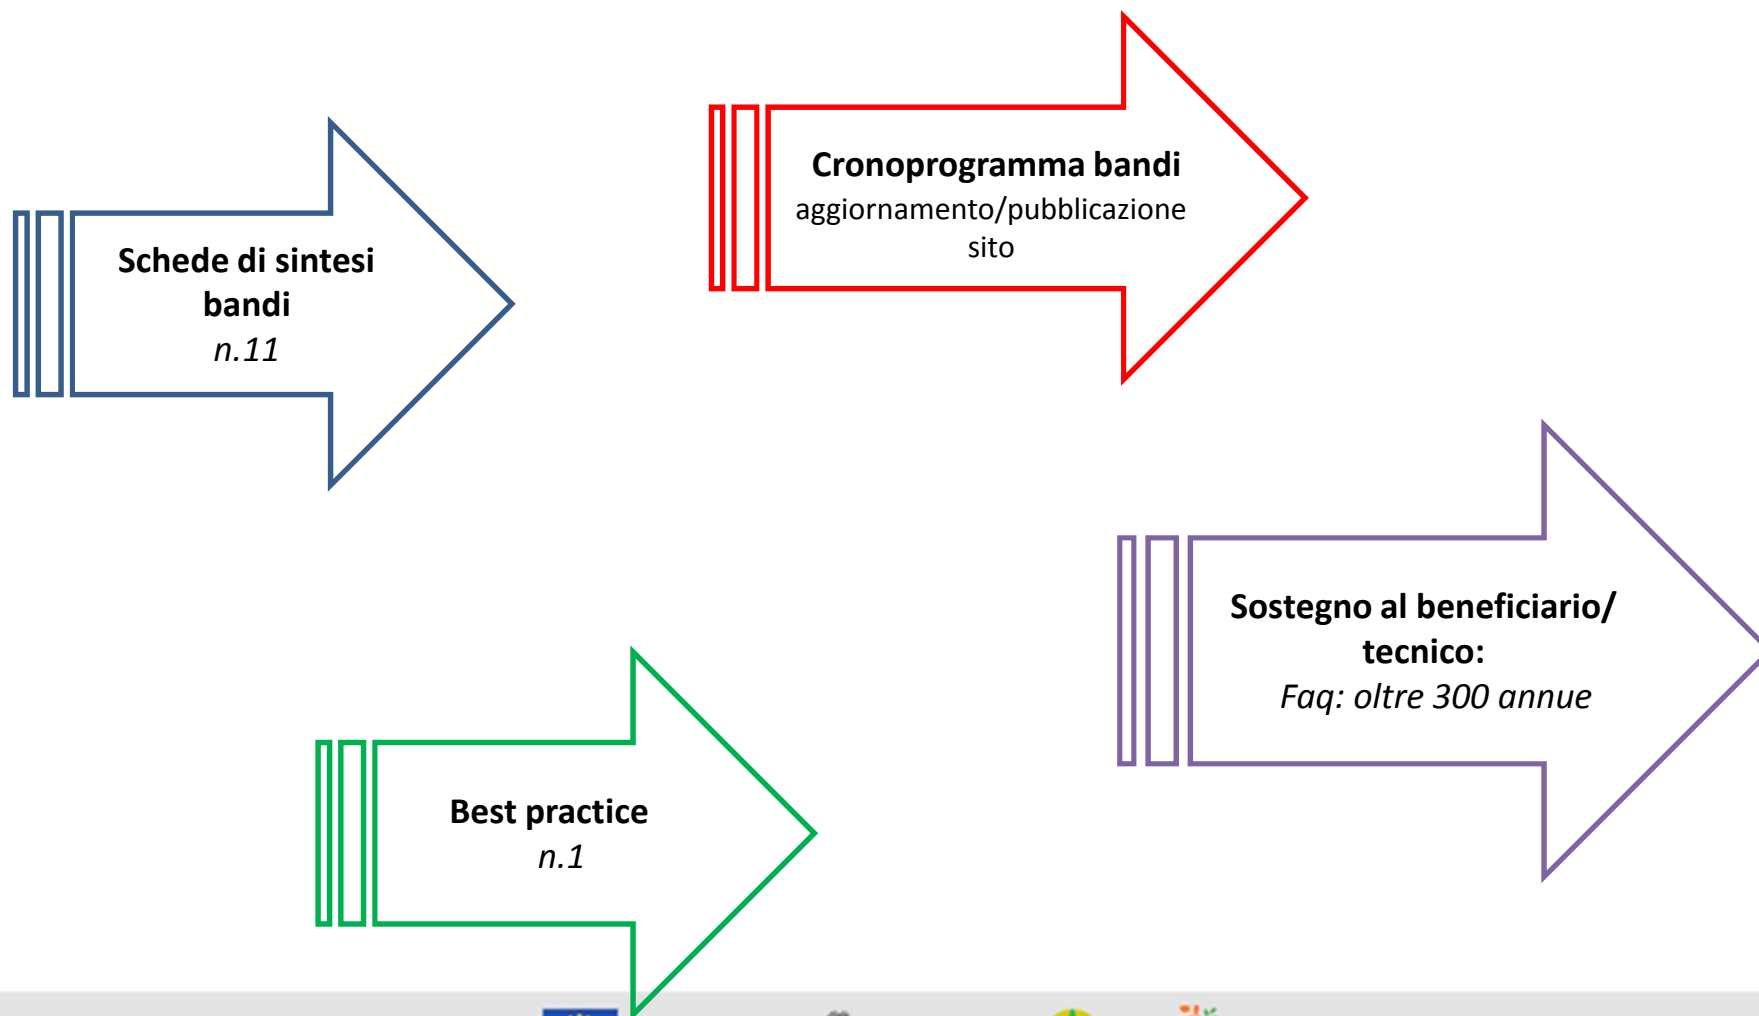 Schede di sintesi
bandi
n.11
Cronoprogramma bandi
aggiornamento/pubblicazione
sito
Best practice
n.1
Sostegno al beneficiario/
tecnico:
Faq: oltre 300 annue